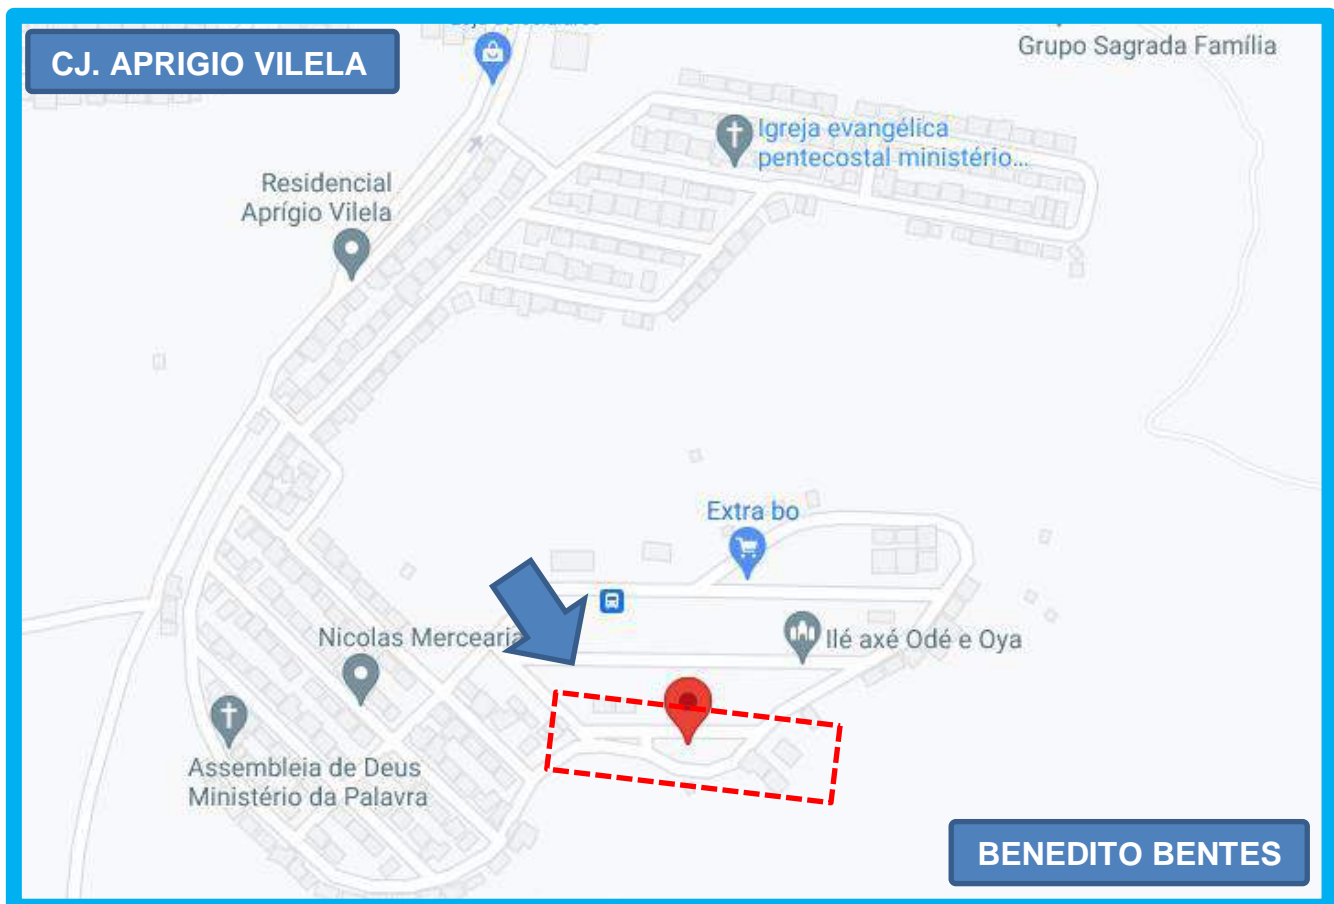 CJ. APRIGIO VILELA
Grupo Sagrada Família
Igreja evangélica
pentecostal ministério...
Residencial
Aprígio Vilela
Extra bo
Nicolas Mercearia
Ilé axé Odé e Oya
Assembleia de Deus
Ministério da Palavra
BENEDITO BENTES